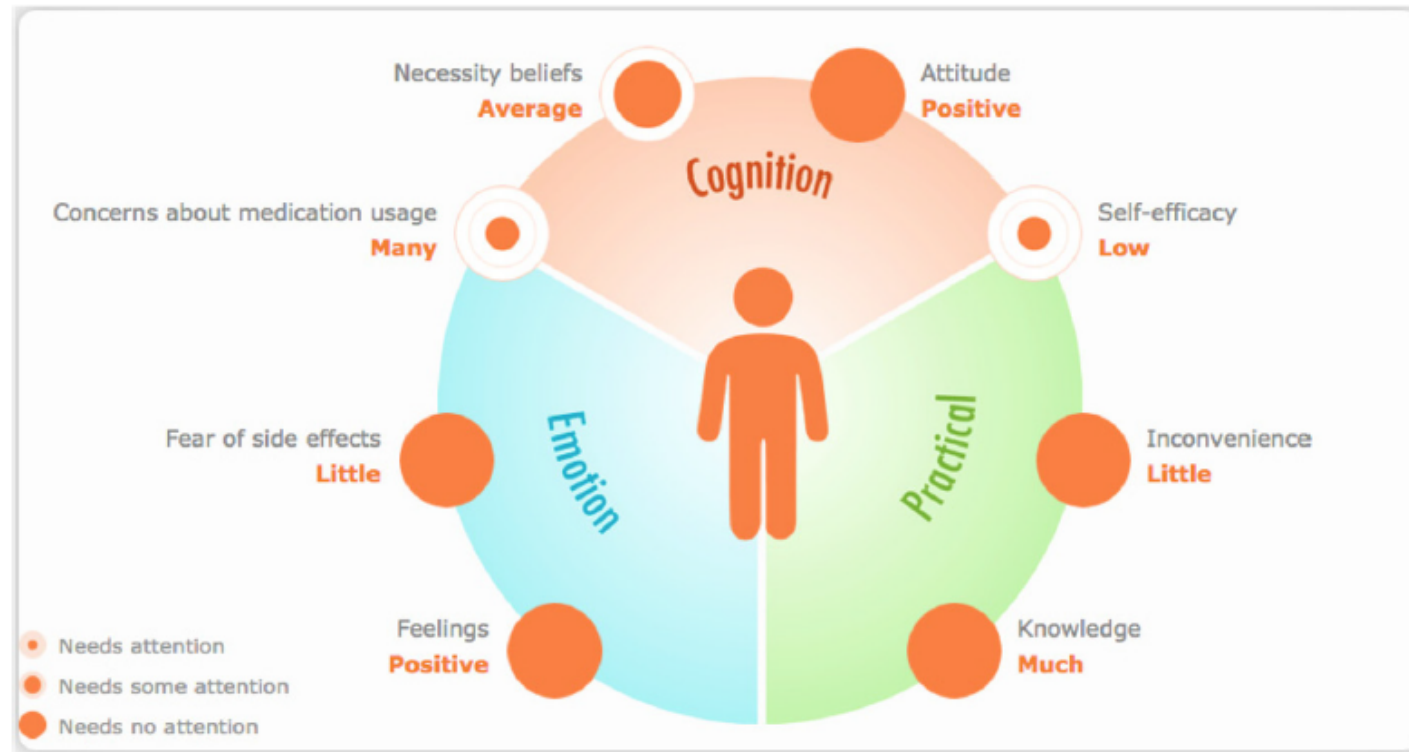 Necessity beliefs
Average
Attitude
Positive
Cognition
Concerns about medication usage
Many
Self-efficacy
Low
Emotion
Practical
Fear of side effects
Little
Inconvenience
Little
Feelings
Positive
Knowledge
Much
Needs attention
Needs some attention
Needs no attention